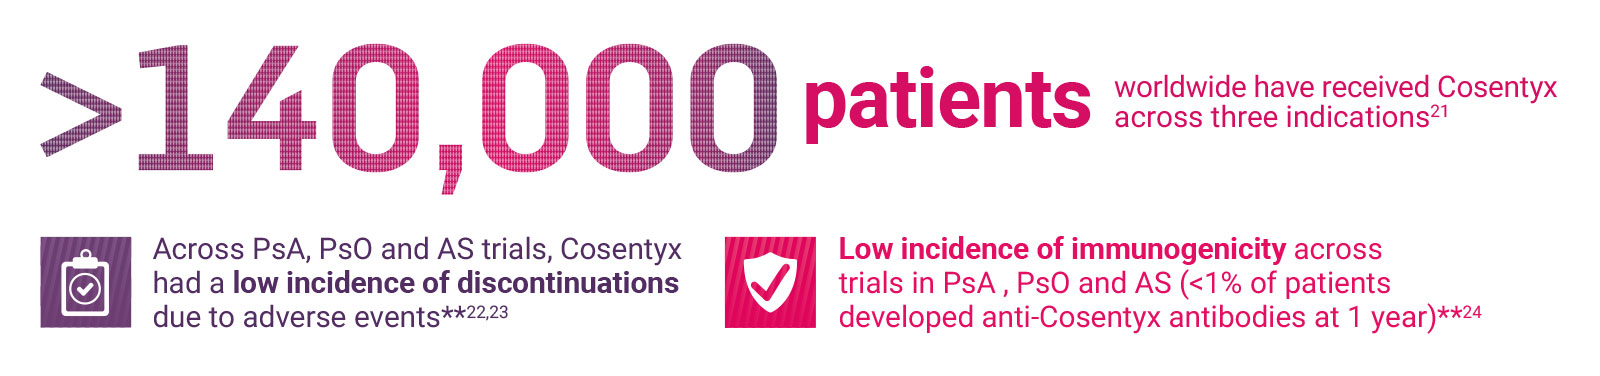 >140,000 patients worldwide have received Cosentyx
across three indications21
Across PsA, PsO and AS trials, Cosentyx
had a low incidence of discontinuations
due to adverse events**22,23
Low incidence of immunogenicity across
trials in PsA , PsO and AS (<1% of patients
developed anti-Cosentyx antibodies at 1 year)**24